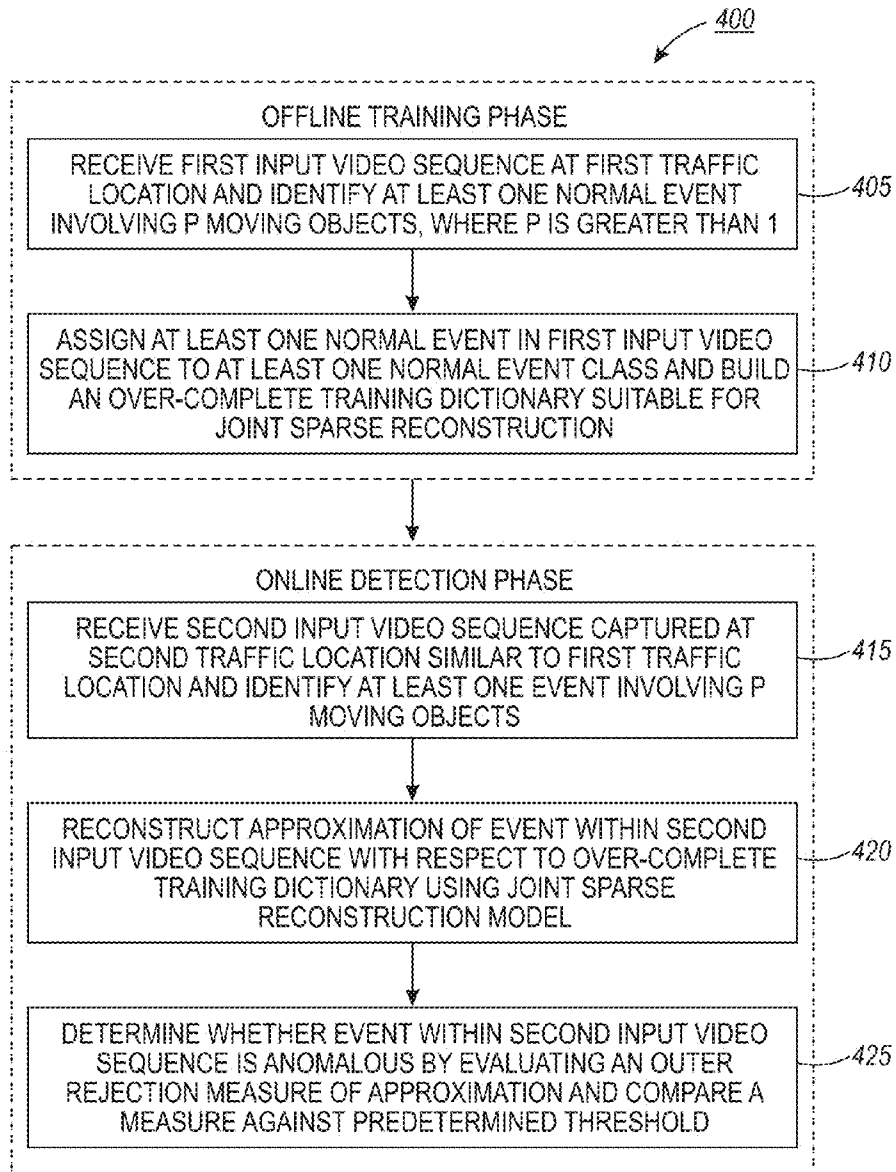 400
OFFLINE TRAINING PHASE
RECEIVE FIRST INPUT VIDEO SEQUENCE AT FIRST TRAFFIC
LOCATION AND IDENTIFY AT LEAST ONE NORMAL EVENT
INVOLVING P MOVING OBJECTS, WHERE P IS GREATER THAN 1
405
ASSIGN AT LEAST ONE NORMAL EVENT IN FIRST INPUT VIDEO
SEQUENCE TO AT LEAST ONE NORMAL EVENT CLASS AND BUILD
AN OVER-COMPLETE TRAINING DICTIONARY SUITABLE FOR
JOINT SPARSE RECONSTRUCTION
410
ONLINE DETECTION PHASE
RECEIVE SECOND INPUT VIDEO SEQUENCE CAPTURED AT
SECOND TRAFFIC LOCATION SIMILAR TO FIRST TRAFFIC
LOCATION AND IDENTIFY AT LEAST ONE EVENT INVOLVING P
MOVING OBJECTS
415
RECONSTRUCT APPROXIMATION OF EVENT WITHIN SECOND
INPUT VIDEO SEQUENCE WITH RESPECT TO OVER-COMPLETE
TRAINING DICTIONARY USING JOINT SPARSE
RECONSTRUCTION MODEL
420
DETERMINE WHETHER EVENT WITHIN SECOND INPUT VIDEO
SEQUENCE IS ANOMALOUS BY EVALUATING AN OUTER
REJECTION MEASURE OF APPROXIMATION AND COMPARE A
MEASURE AGAINST PREDETERMINED THRESHOLD
425